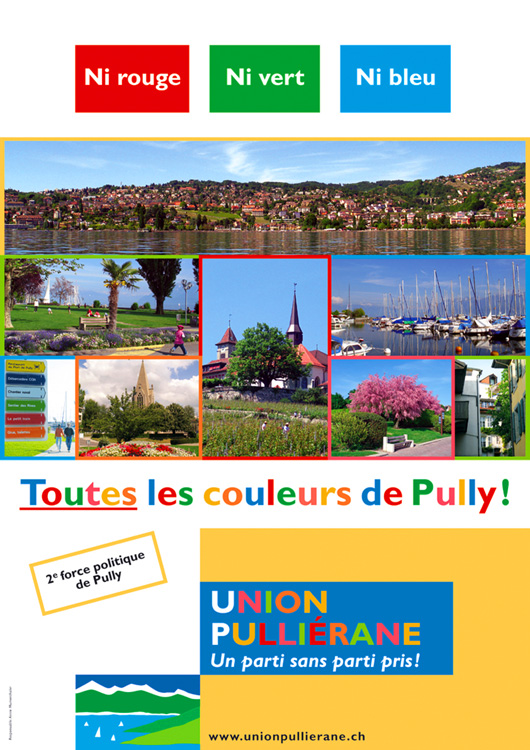 Ni rouge
Ni vert
Ni bleu
Toutes les couleurs de Pully!
2e force politique
de Pully
UNION
PULLIÉRANE
Un parti sans parti pris!
www.unionpullierane.ch